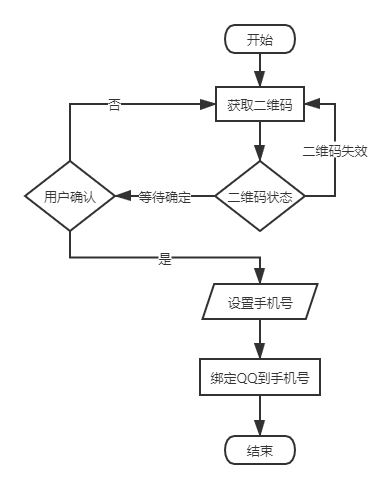 开始
否
获取二维码
二维码失效
用户确认
等待确定
二维码状态
是
设置手机号
绑定QQ到手机号
结束